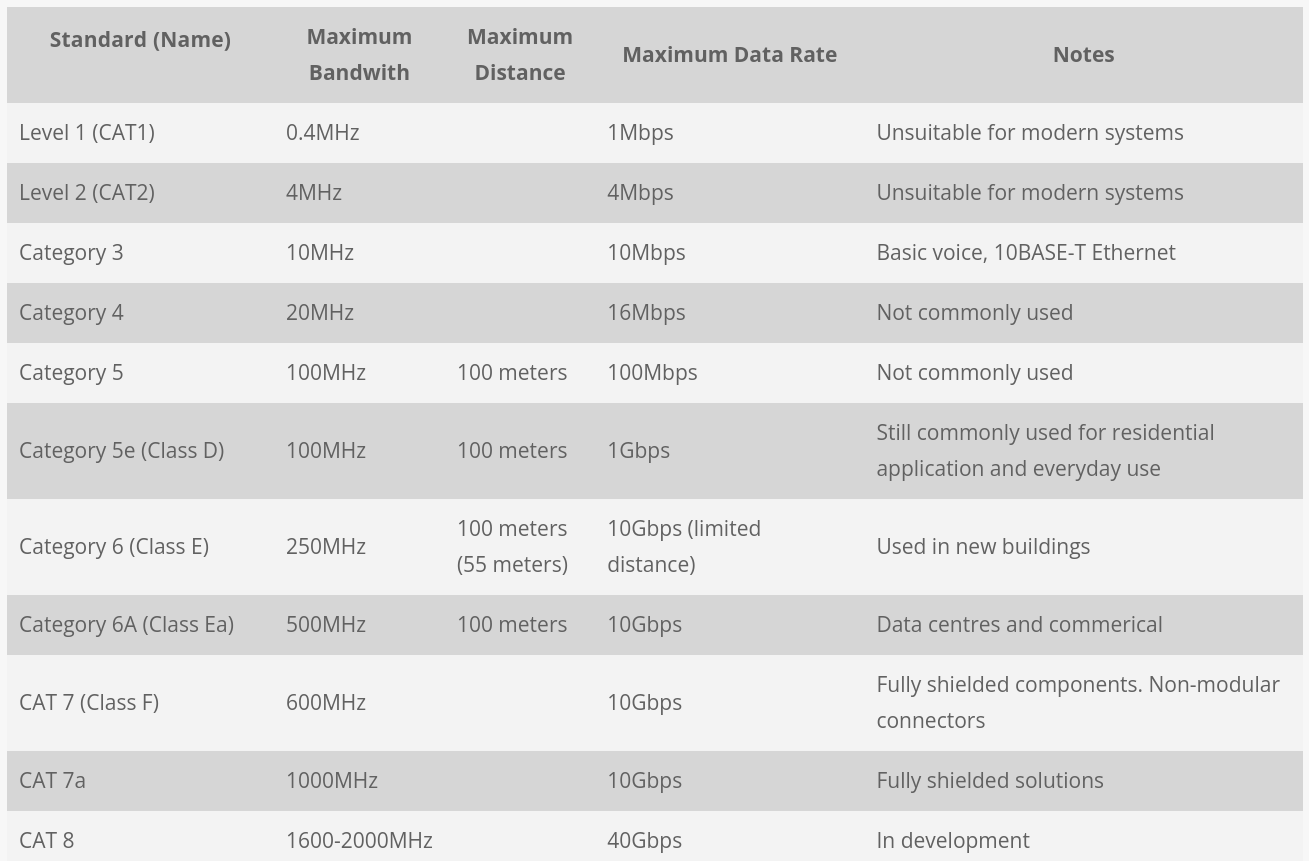 Standard (Name) Maximum Bandwith Maximum Distance Maximum Data Rate Notes
Level 1 (CAT1) 0.4MHz 1Mbps Unsuitable for modern systems
Level 2 (CAT2) 4MHz 4Mbps Unsuitable for modern systems
Category 3 10MHz 10Mbps Basic voice, 10BASE-T Ethernet
Category 4 20MHz 16Mbps Not commonly used
Category 5 100MHz 100 meters 100Mbps Not commonly used
Category 5e (Class D) 100MHz 100 meters 1Gbps Still commonly used for residential
application and everyday use
Category 6 (Class E) 250MHz 100 meters (55 meters) 10Gbps (limited distance) Used in new buildings
Category 6A (Class Ea) 500MHz 100 meters 10Gbps Data centres and commerical
CAT 7 (Class F) 600MHz 10Gbps Fully shielded components. Non-modular
connectors
CAT 7a 1000MHz 10Gbps Fully shielded solutions
CAT 8 1600-2000MHz 40Gbps In development